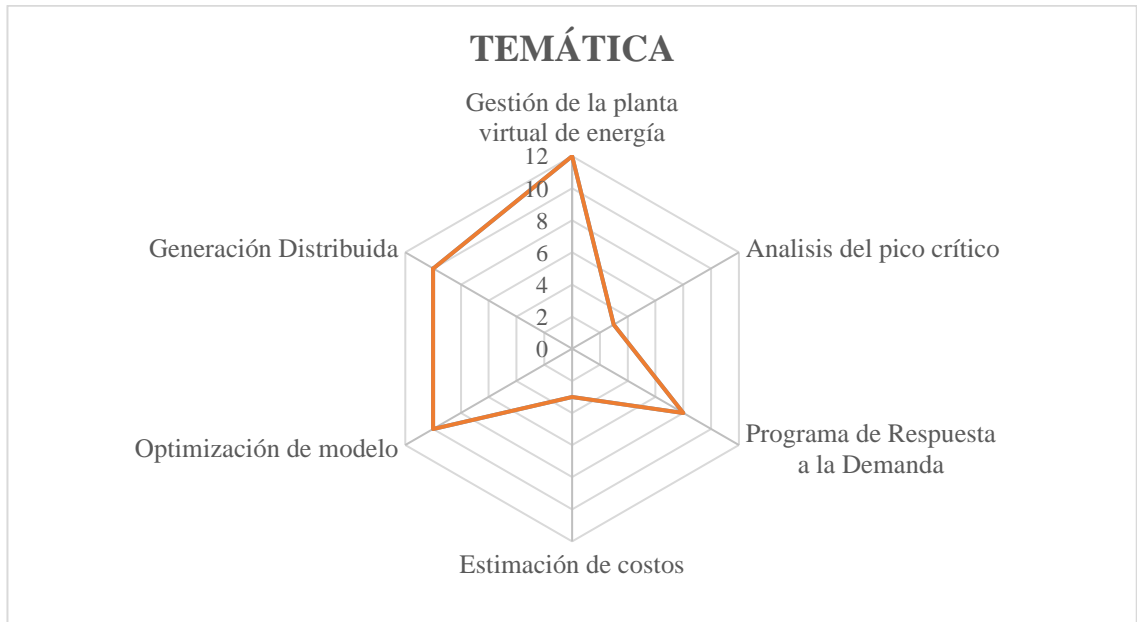 TEMÁTICA
Gestión de la planta
virtual de energía
12
10
8
6
4
2
0
Analisis del pico crítico
Programa de Respuesta
a la Demanda
Estimación de costos
Optimización de modelo
Generación Distribuida